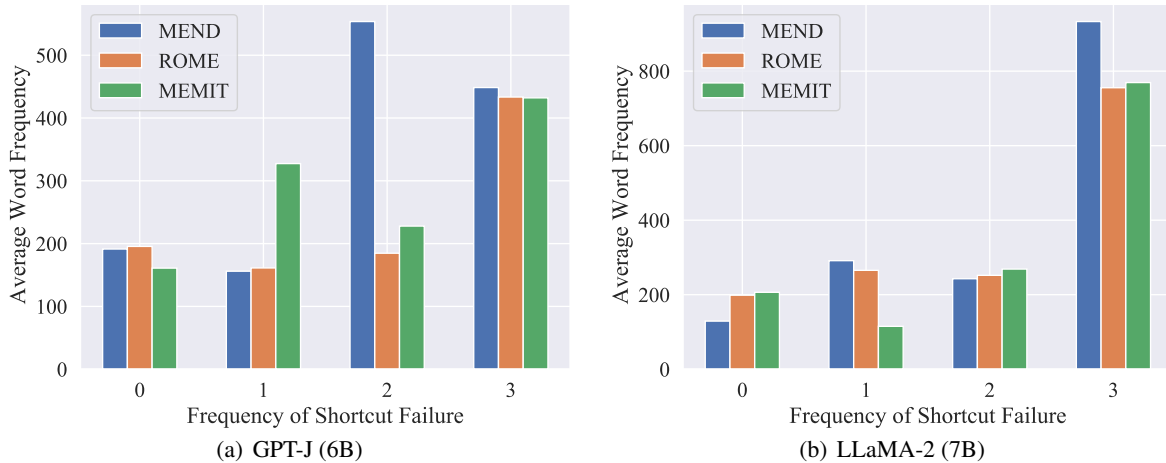 MEND
ROME
MEMIT
Average Word Frequency
500
400
300
200
100
0
0 1 2 3
Frequency of Shortcut Failure
(a) GPT-J (6B)
MEND
ROME
MEMIT
Average Word Frequency
800
600
400
200
0
0 1 2 3
Frequency of Shortcut Failure
(b) LLaMA-2 (7B)